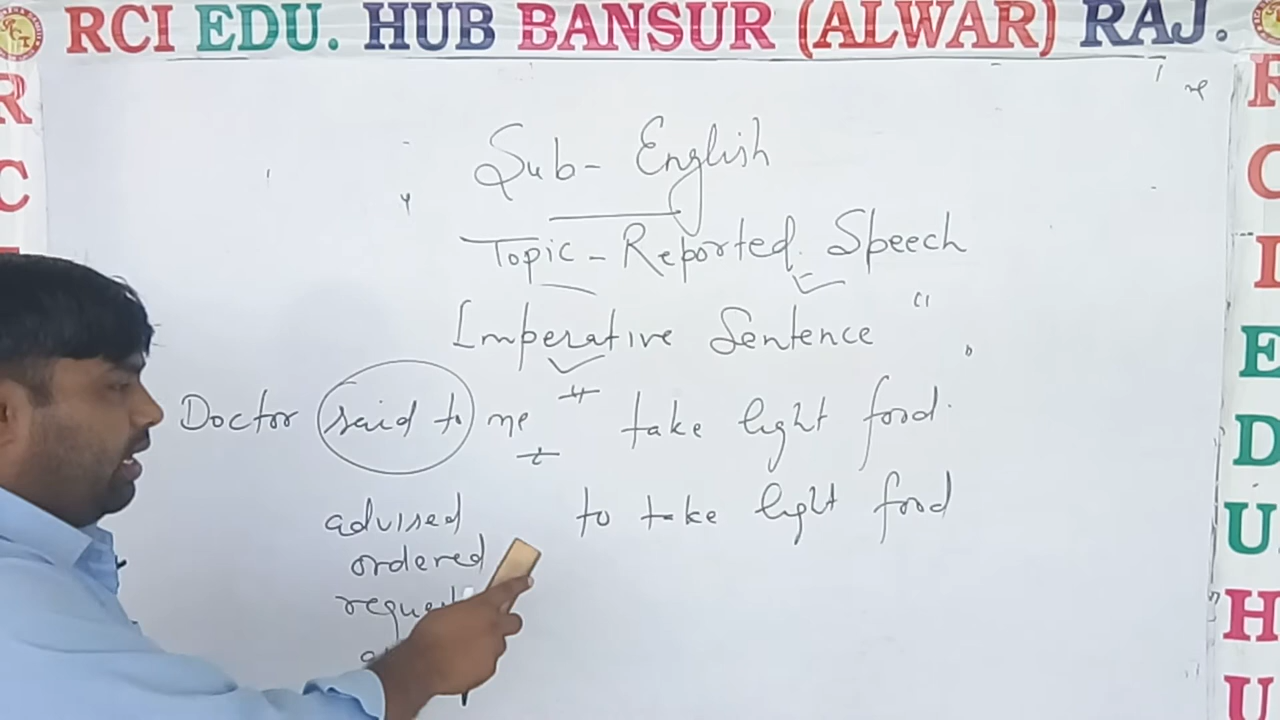 RCI EDU. HUB BANSUR (ALWAR) RAJ.
Sub- English
Topic - Reported Speech
Imperative Sentence
Doctor said to me take light food.
advised to take light food
ordered
R
C
R
C
I
E
D
U
H
U